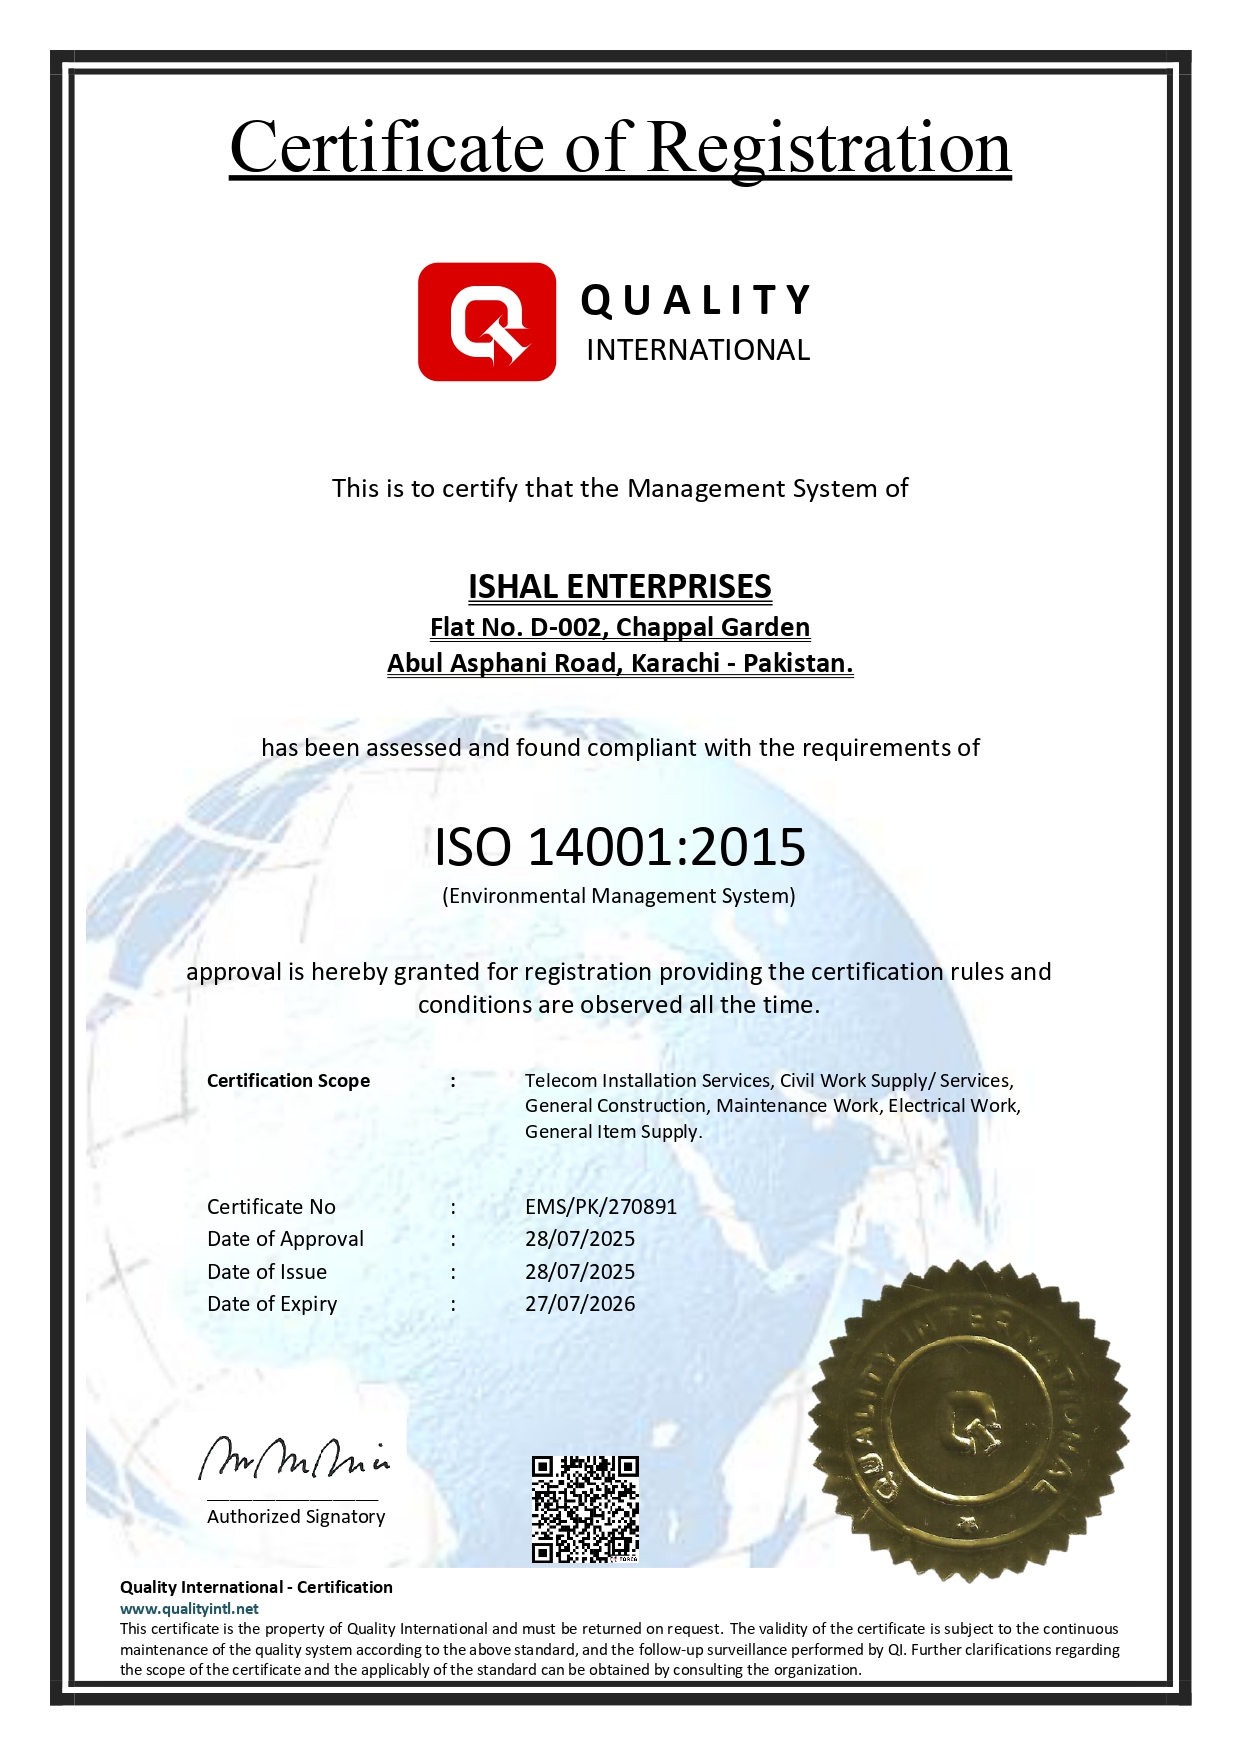 Certificate of Registration
QUALITY
INTERNATIONAL
This is to certify that the Management System of
ISHAL ENTERPRISES
Flat No. D-002, Chappal Garden
Abul Asphani Road, Karachi - Pakistan.
has been assessed and found compliant with the requirements of
ISO 14001:2015
(Environmental Management System)
approval is hereby granted for registration providing the certification rules and
conditions are observed all the time.
Certification Scope : Telecom Installation Services, Civil Work Supply/ Services,
General Construction, Maintenance Work, Electrical Work,
General Item Supply.
Certificate No : EMS/PK/270891
Date of Approval : 28/07/2025
Date of Issue : 28/07/2025
Date of Expiry : 27/07/2026
QUALITY INTERNATIONAL
Authorized Signatory
Quality International - Certification
www.qualityintl.net
This certificate is the property of Quality International and must be returned on request. The validity of the certificate is subject to the continuous
maintenance of the quality system according to the above standard, and the follow-up surveillance performed by QI. Further clarifications regarding
the scope of the certificate and the applicably of the standard can be obtained by consulting the organization.